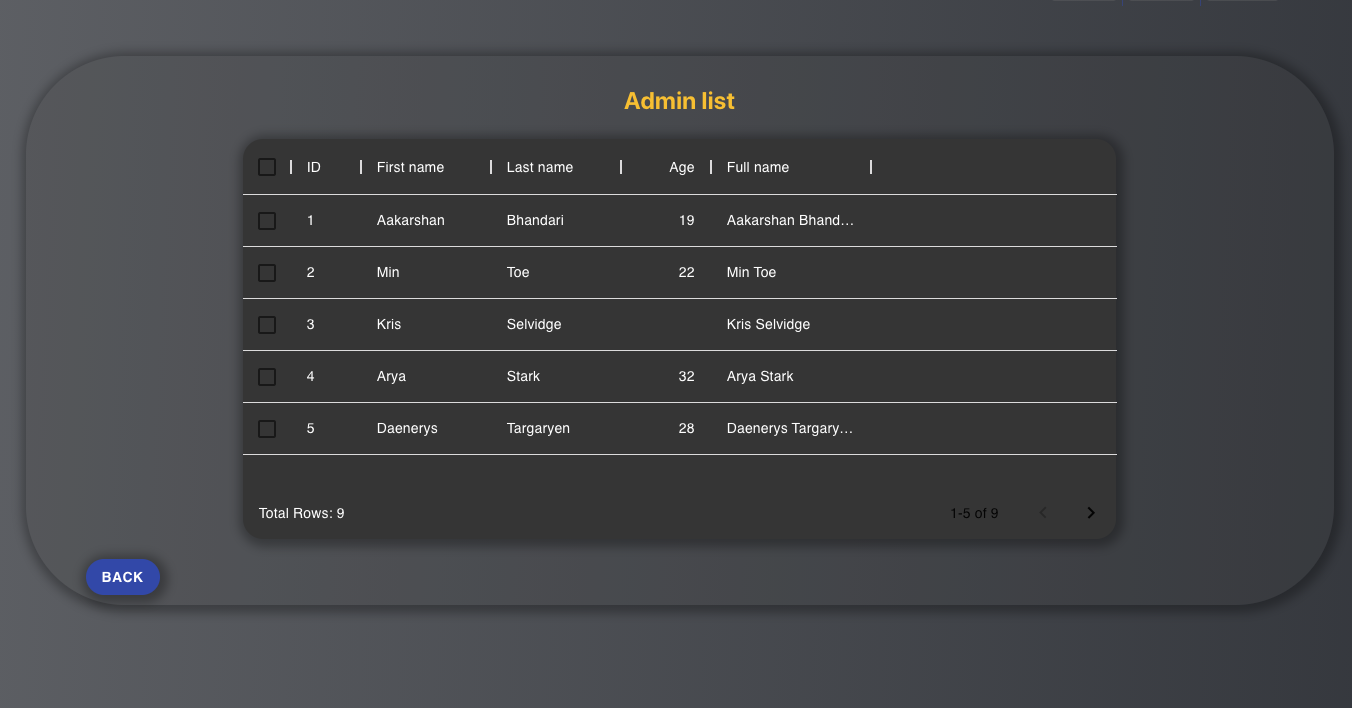 Admin list
ID First name Last name Age Full name
1 Aakarshan Bhandari 19 Aakarshan Bhand...
2 Min Toe 22 Min Toe
3 Kris Selvidge Kris Selvidge
4 Arya Stark 32 Arya Stark
5 Daenerys Targaryen 28 Daenerys Targary...
Total Rows: 9 1-5 of 9
BACK